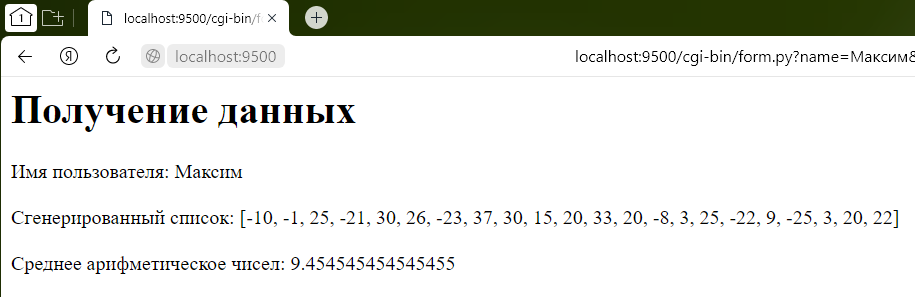 1
localhost:9500/cgi-bin/f
localhost:9500
localhost:9500/cgi-bin/form.py?name=Максим&
Получение данных
Имя пользователя: Максим
Сгенерированный список: [-10, -1, 25, -21, 30, 26, -23, 37, 30, 15, 20, 33, 20, -8, 3, 25, -22, 9, -25, 3, 20, 22]
Среднее арифметическое чисел: 9.454545454545455